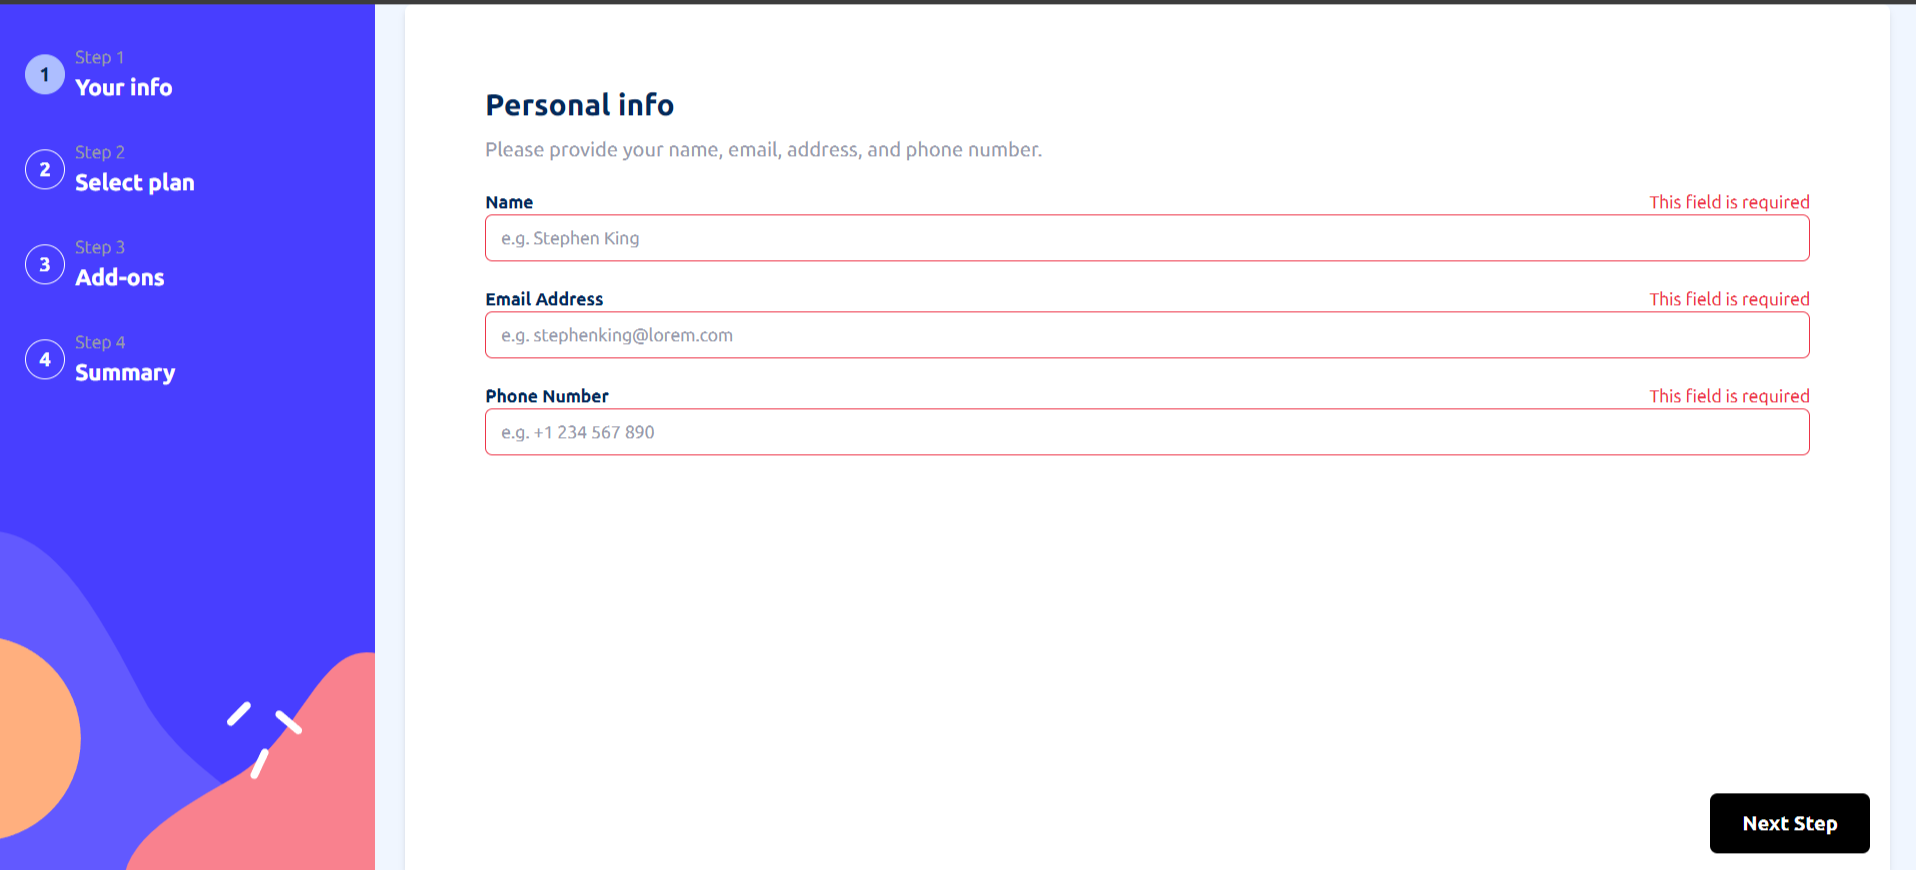 1
Step 1
Your info
2
Step 2
Select plan
3
Step 3
Add-ons
4
Step 4
Summary
Personal info
Please provide your name, email, address, and phone number.
Name This field is required
e.g. Stephen King
Email Address This field is required
e.g. stephenking@lorem.com
Phone Number This field is required
e.g. +1 234 567 890
Next Step